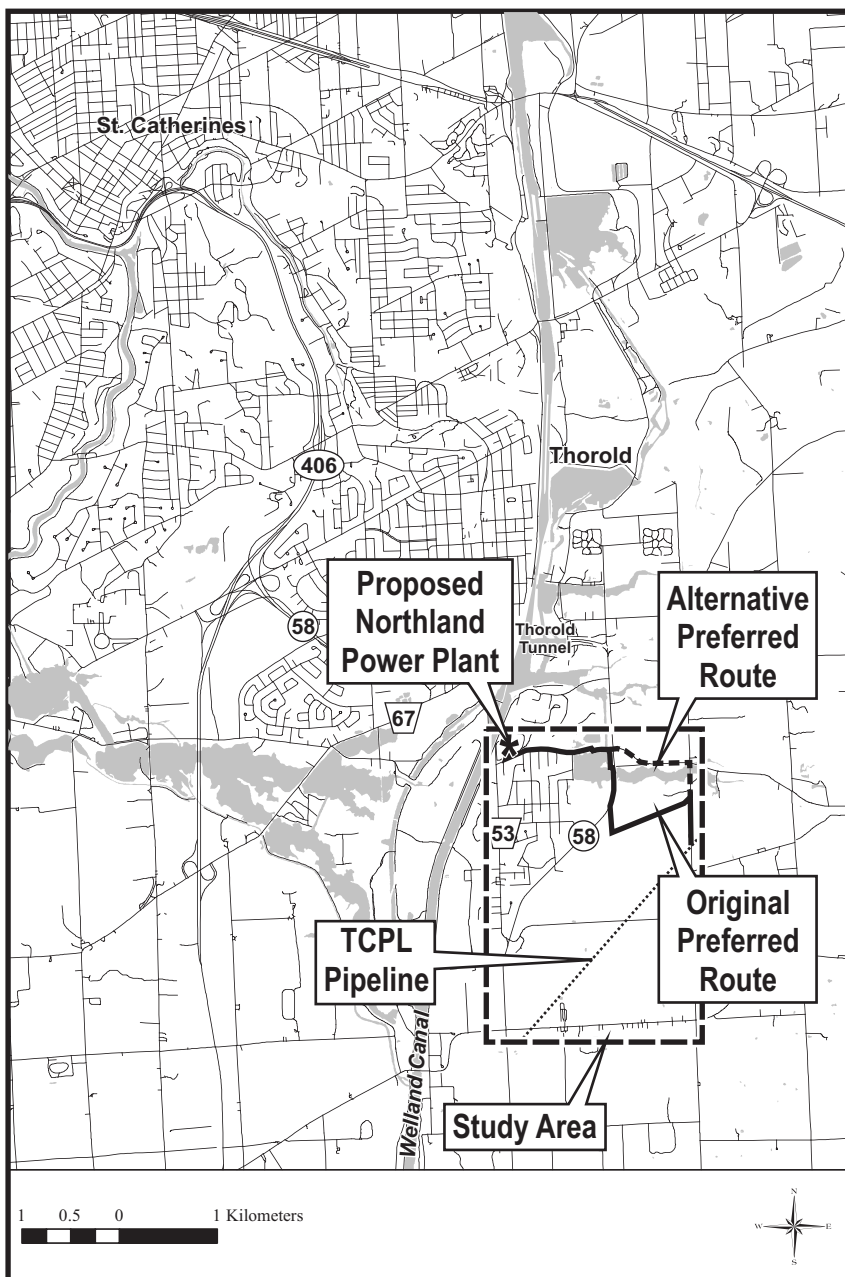 St. Catherines
406
Thorold
Proposed
Northland
Power Plant
Alternative
Preferred
Route
58
Thorold
Tunnel
67
53
58
Original
Preferred
Route
TCPL
Pipeline
Welland Canal
Study Area
1 0.5 0 1 Kilometers
N
W E
S